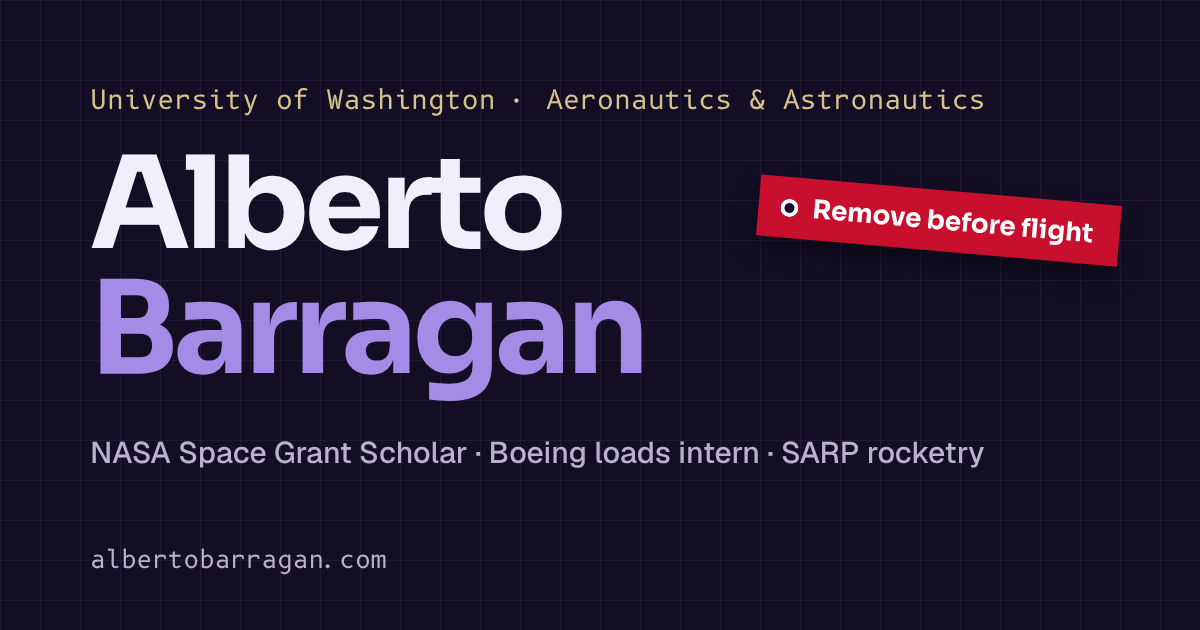 University of Washington · Aeronautics & Astronautics
Alberto
Remove before flight
Barragan
NASA Space Grant Scholar · Boeing loads intern · SARP rocketry
albertobarragan.com